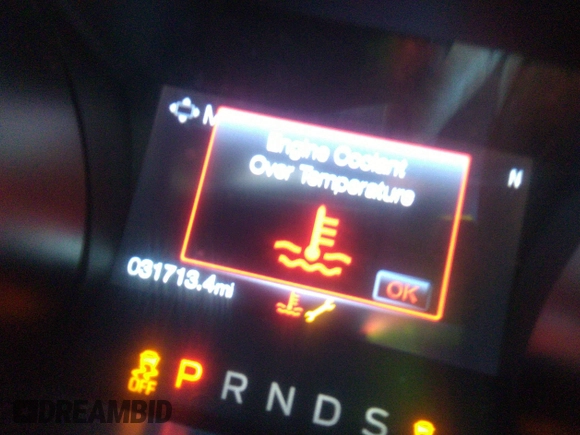 M
Engine Coolant
Over Temperature
N
OK
031713.4mi
OFF
P R N D S
DREAMBID